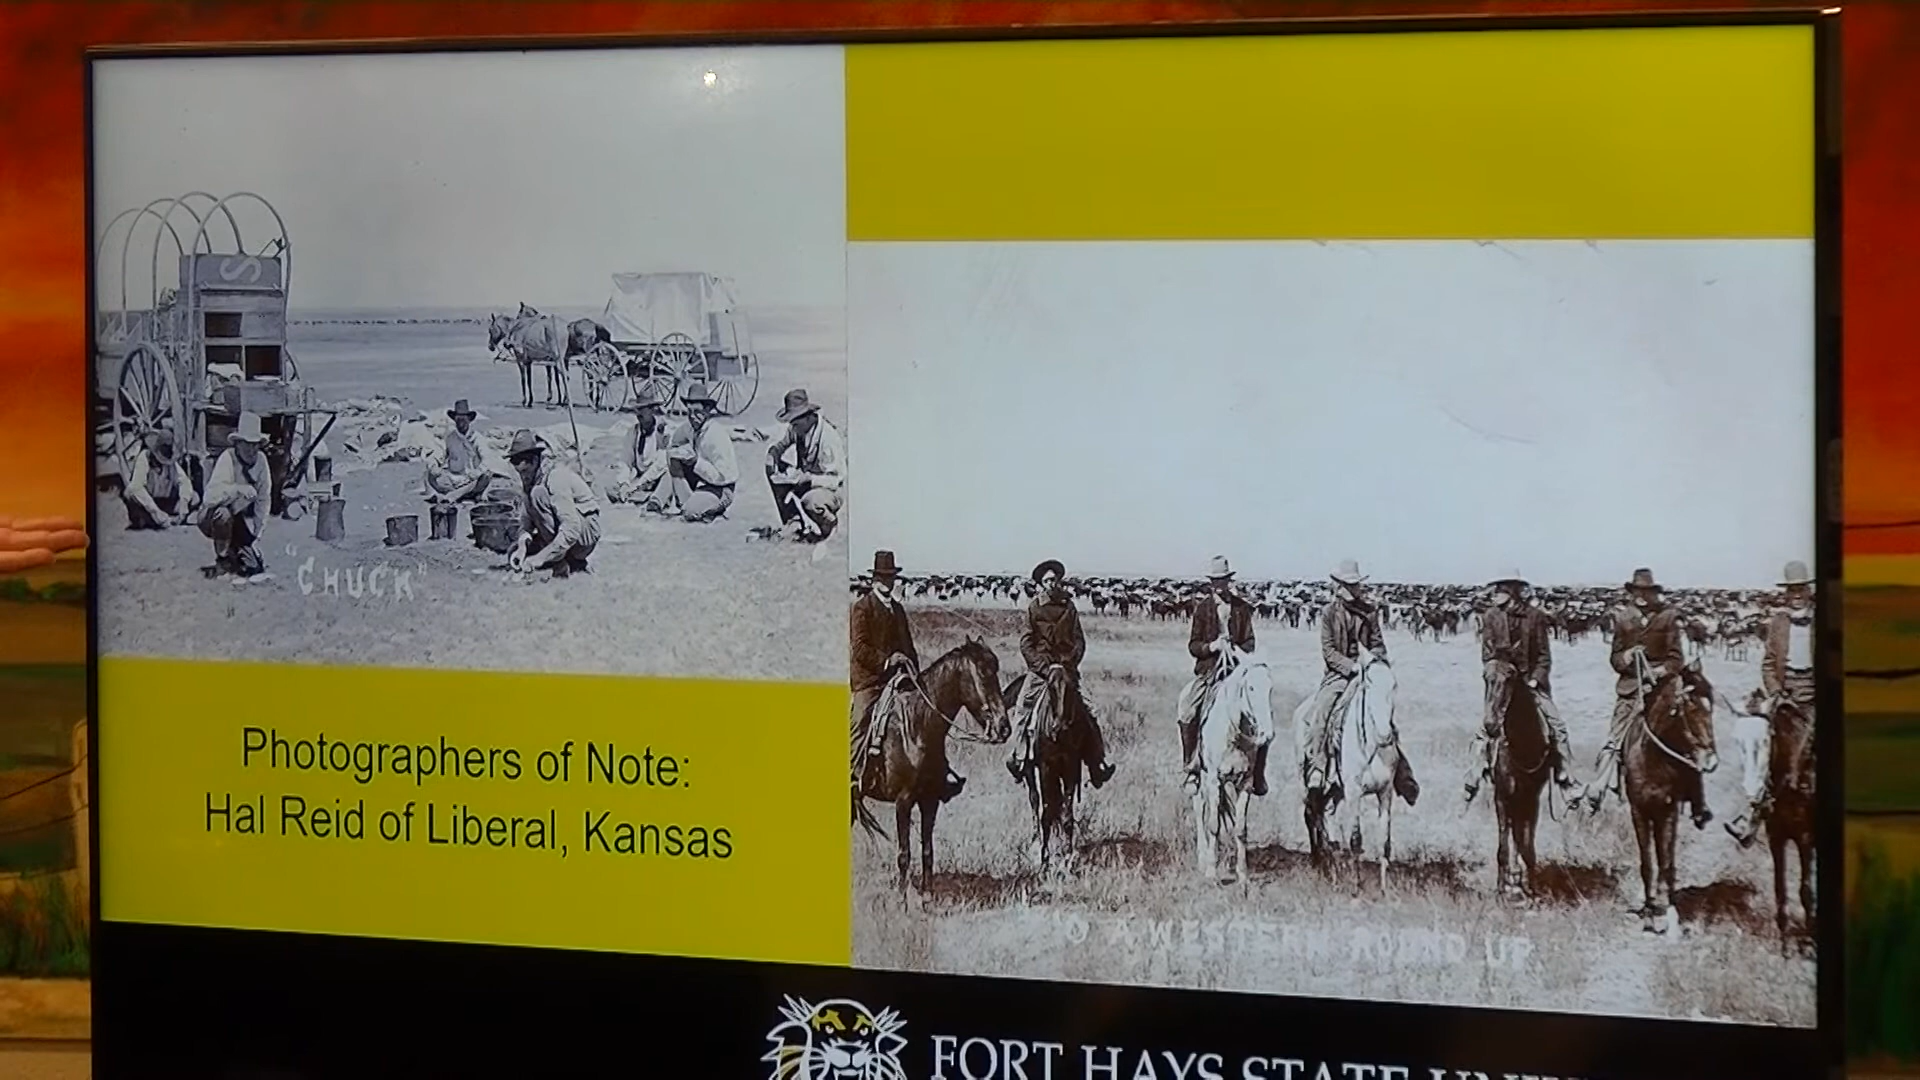 S
"CHUCK"
Photographers of Note:
Hal Reid of Liberal, Kansas
A WESTERN ROUND UP
FORT HAYS STATE